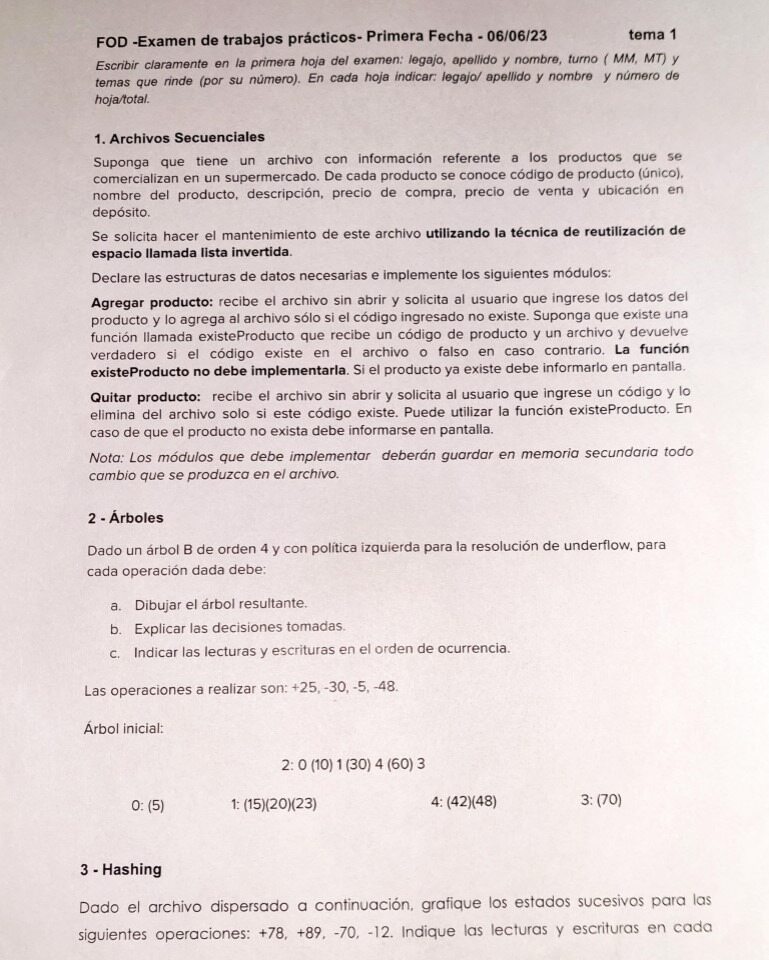 FOD -Examen de trabajos prácticos- Primera Fecha - 06/06/23 tema 1
Escribir claramente en la primera hoja del examen: legajo, apellido y nombre, turno ( MM, MT) y
temas que rinde (por su número). En cada hoja indicar: legajo/ apellido y nombre y número de
hoja/total.
1. Archivos Secuenciales
Suponga que tiene un archivo con información referente a los productos que se
comercializan en un supermercado. De cada producto se conoce código de producto (único),
nombre del producto, descripción, precio de compra, precio de venta y ubicación en
depósito.
Se solicita hacer el mantenimiento de este archivo utilizando la técnica de reutilización de
espacio llamada lista invertida.
Declare las estructuras de datos necesarias e implemente los siguientes módulos:
Agregar producto: recibe el archivo sin abrir y solicita al usuario que ingrese los datos del
producto y lo agrega al archivo sólo si el código ingresado no existe. Suponga que existe una
función llamada existeProducto que recibe un código de producto y un archivo y devuelve
verdadero si el código existe en el archivo o falso en caso contrario. La función
existeProducto no debe implementarla. Si el producto ya existe debe informarlo en pantalla.
Quitar producto: recibe el archivo sin abrir y solicita al usuario que ingrese un código y lo
elimina del archivo solo si este código existe. Puede utilizar la función existeProducto. En
caso de que el producto no exista debe informarse en pantalla.
Nota: Los módulos que debe implementar deberán guardar en memoria secundaria todo
cambio que se produzca en el archivo.
2 - Árboles
Dado un árbol B de orden 4 y con política izquierda para la resolución de underflow, para
cada operación dada debe:
a. Dibujar el árbol resultante.
b. Explicar las decisiones tomadas.
c. Indicar las lecturas y escrituras en el orden de ocurrencia.
Las operaciones a realizar son: +25, -30, -5, -48.
Árbol inicial:
2: 0 (10) 1 (30) 4 (60) 3
0: (5) 1: (15)(20)(23) 4: (42)(48) 3: (70)
3 - Hashing
Dado el archivo dispersado a continuación, grafique los estados sucesivos para las
siguientes operaciones: +78, +89, -70, -12. Indique las lecturas y escrituras en cada